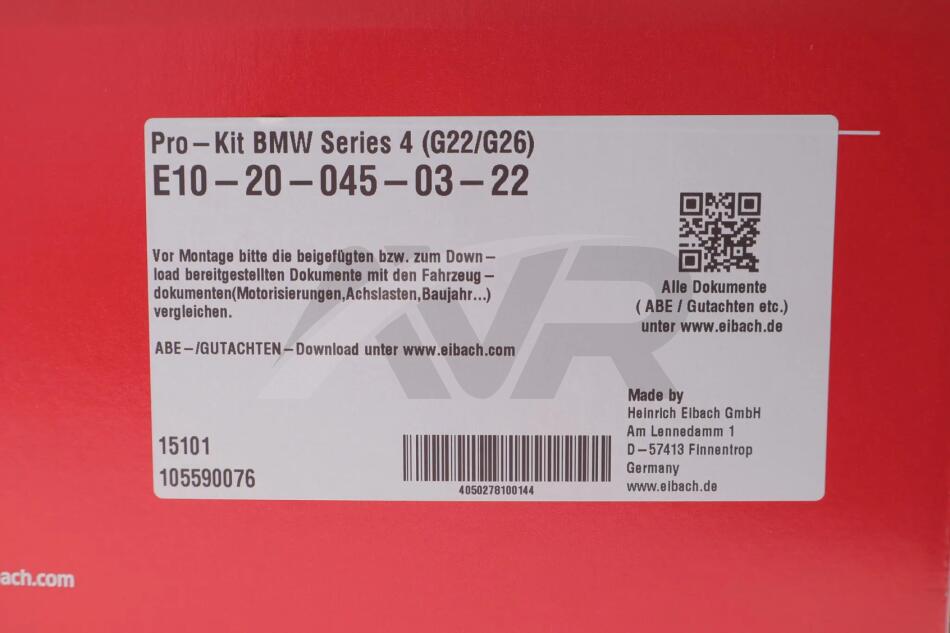 Pro-Kit BMW Series 4 (G22/G26)
E10-20-045-03-22
Vor Montage bitte die beigefügten bzw. zum Down-
load bereitgestellten Dokumente mit den Fahrzeug-
dokumenten(Motorisierungen,Achslasten,Baujahr...)
vergleichen.
ABE-/GUTACHTEN-Download unter www.eibach.com
Alle Dokumente
( ABE / Gutachten etc.)
unter www.eibach.de
AVR
Made by
Heinrich Eibach GmbH
Am Lennedamm 1
D-57413 Finnentrop
Germany
www.eibach.de
15101
105590076
4050278100144
ach.com